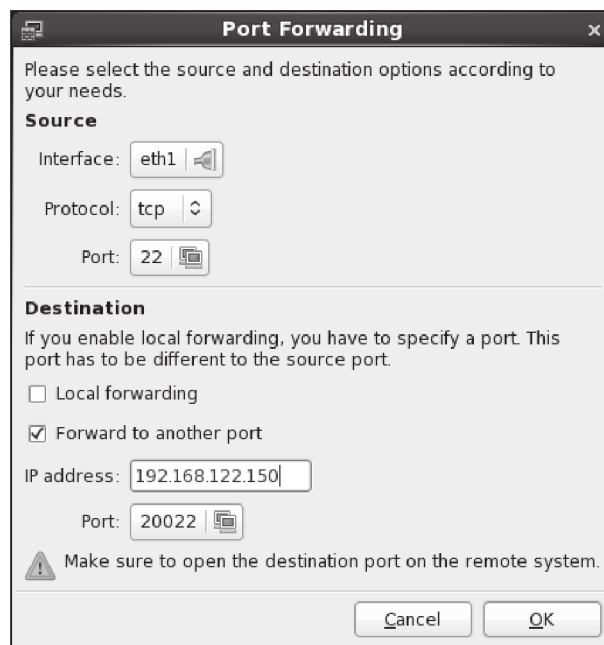 Port Forwarding
Please select the source and destination options according to
your needs.
Source
Interface: eth1
Protocol: tcp
Port: 22
Destination
If you enable local forwarding, you have to specify a port. This
port has to be different to the source port.
Local forwarding
Forward to another port
IP address: 192.168.122.150
Port: 20022
Make sure to open the destination port on the remote system.
Cancel OK